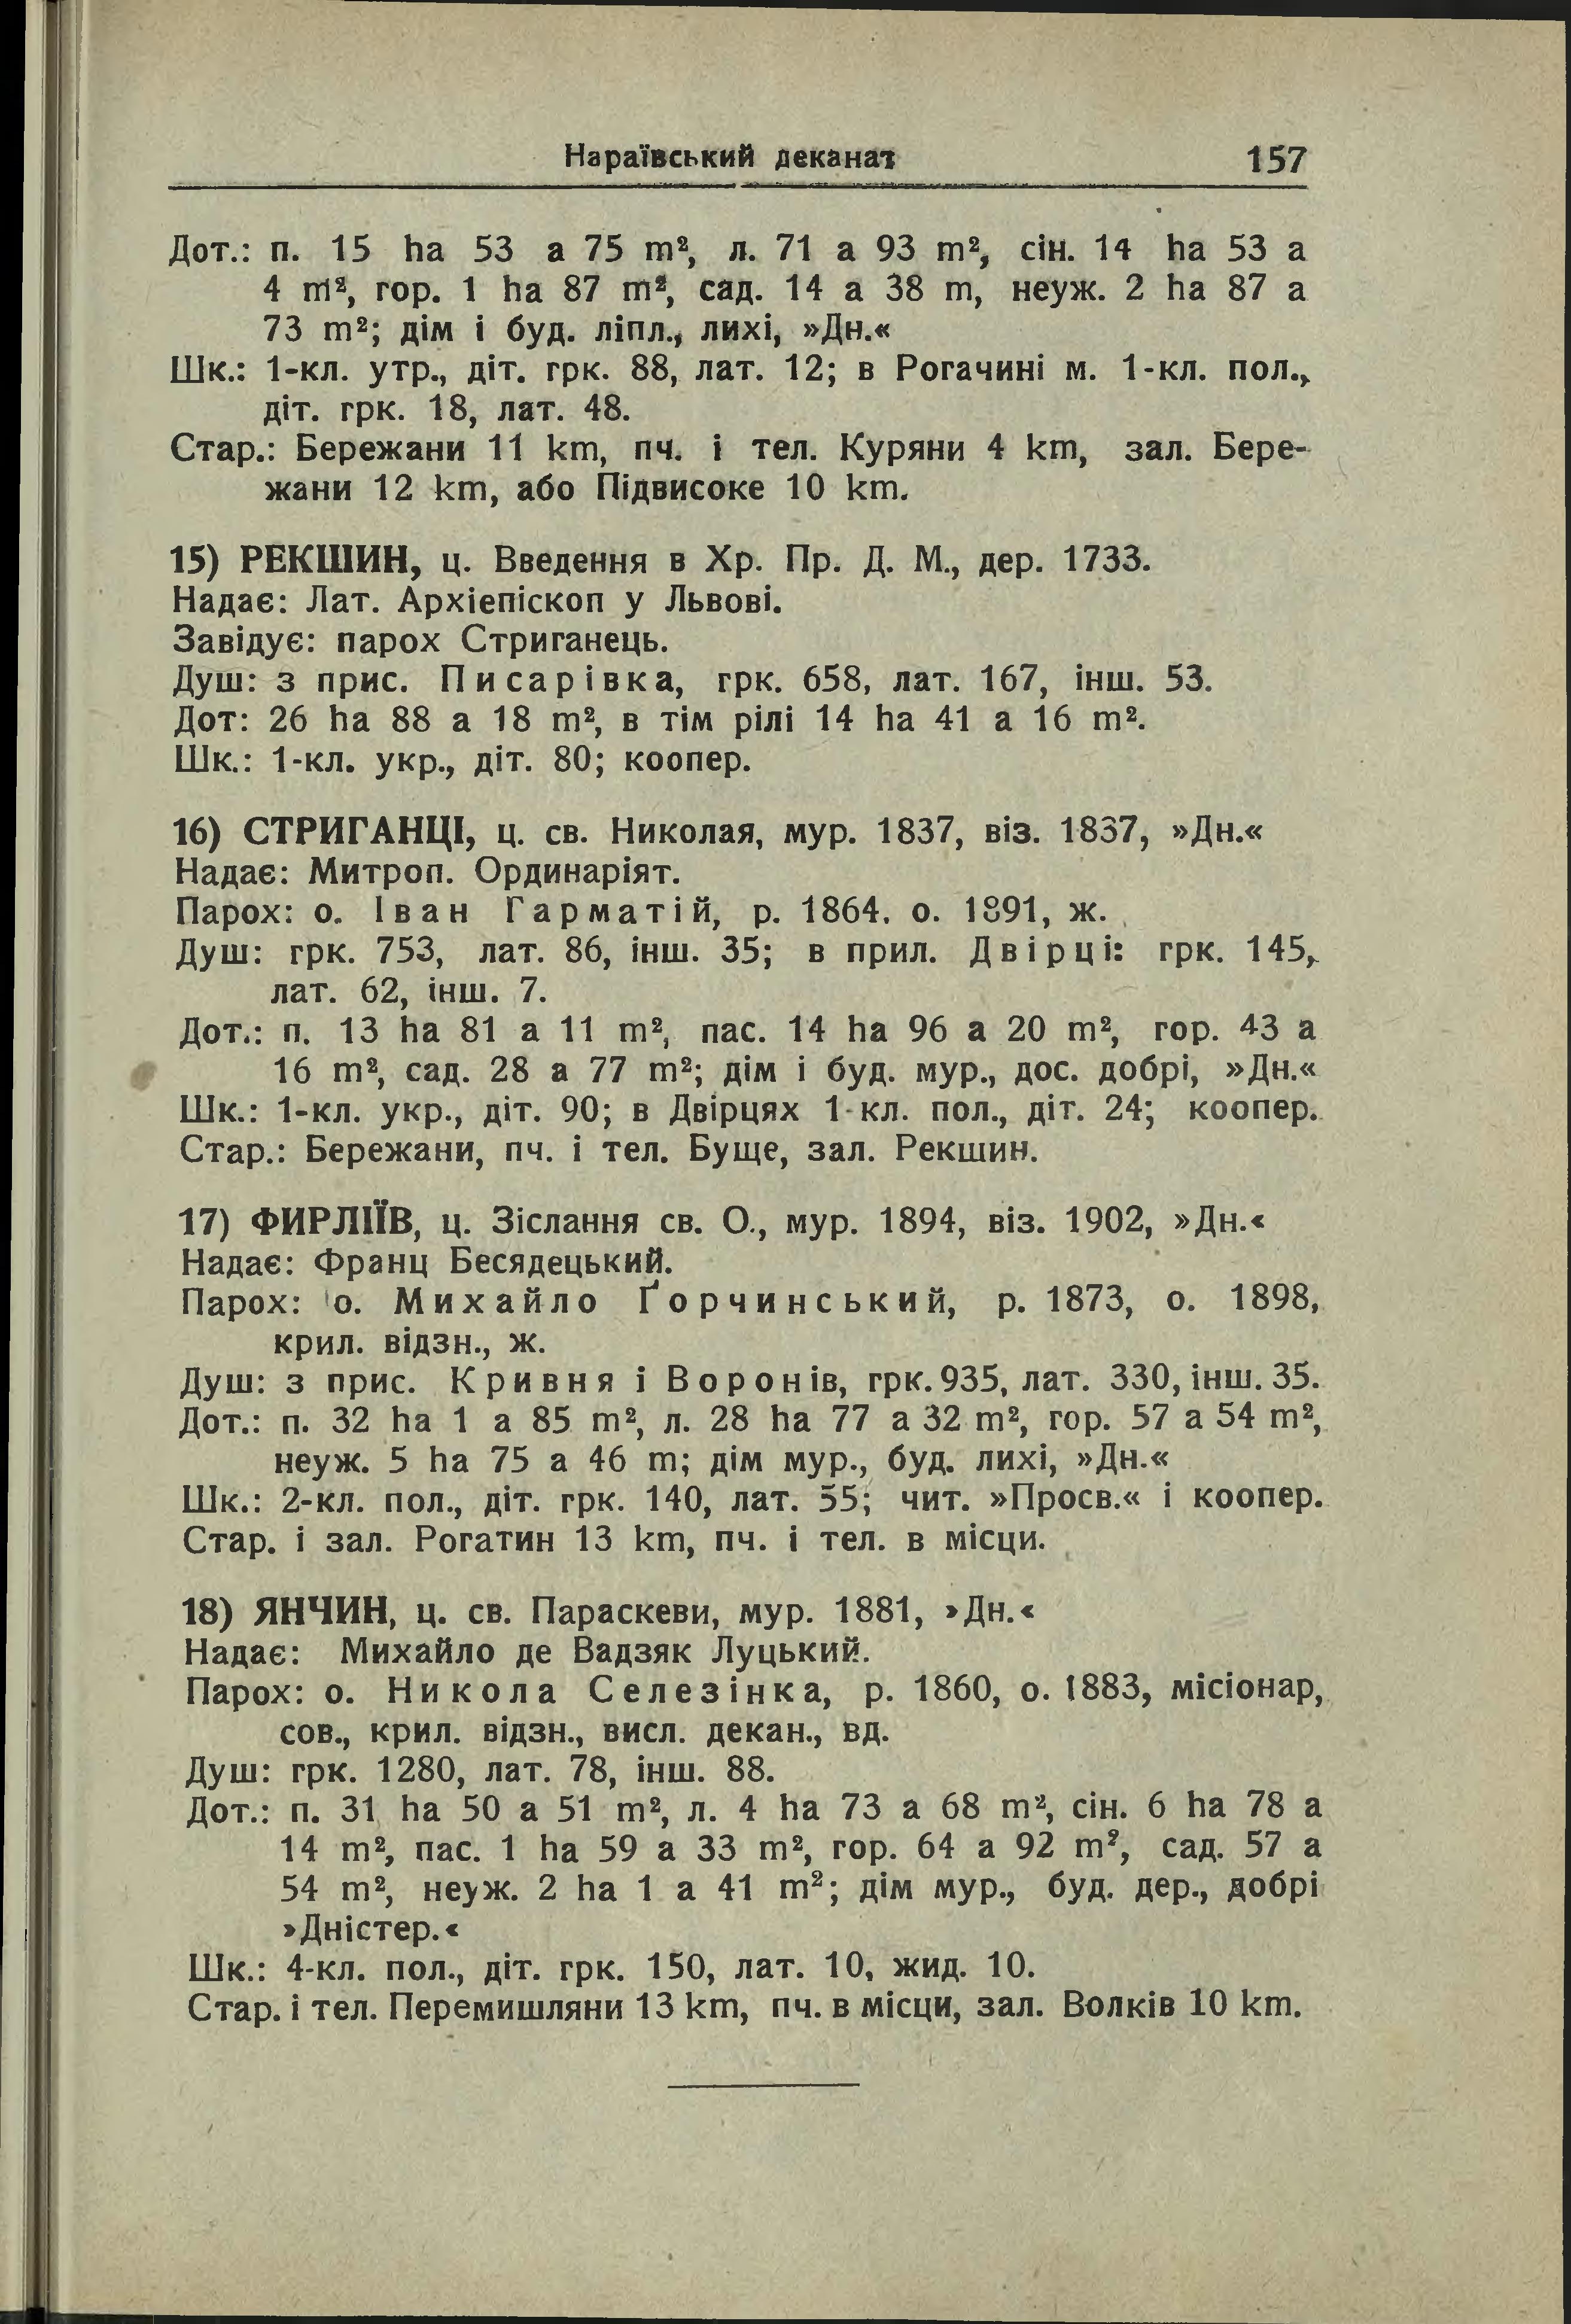 Нараївський деканат 157
Дот.: п. 15 ha 53 a 75 m², л. 71 a 93 m², сін. 14 ha 53 a
4 m², гор. 1 ha 87 m², сад. 14 a 38 m, неуж. 2 ha 87 a
73 m²; дім і буд. ліпл., лихі, »Дн.«
Шк.: 1-кл. утр., діт. грк. 88, лат. 12; в Рогачині м. 1-кл. пол.,
діт. грк. 18, лат. 48.
Стар.: Бережани 11 km, пч. і тел. Куряни 4 km, зал. Бере-
жани 12 km, або Підвисоке 10 km.
15) РЕКШИН, ц. Введення в Хр. Пр. Д. М., дер. 1733.
Надає: Лат. Архієпіскоп у Львові.
Завідує: парох Стриганець.
Душ: з прис. Писарівка, грк. 658, лат. 167, інш. 53.
Дот: 26 ha 88 a 18 m², в тім рілі 14 ha 41 a 16 m².
Шк.: 1-кл. укр., діт. 80; коопер.
16) СТРИГАНЦІ, ц. св. Николая, мур. 1837, віз. 1837, »Дн.«
Надає: Митроп. Ординаріят.
Парох: о. Іван Гарматій, р. 1864. о. 1891, ж.
Душ: грк. 753, лат. 86, інш. 35; в прил. Двірці: грк. 145,
лат. 62, інш. 7.
Дот.: п. 13 ha 81 a 11 m², пас. 14 ha 96 a 20 m², гор. 43 a
16 m², сад. 28 a 77 m²; дім і буд. мур., дос. добрі, »Дн.«
Шк.: 1-кл. укр., діт. 90; в Двірцях 1-кл. пол., діт. 24; коопер.
Стар.: Бережани, пч. і тел. Буще, зал. Рекшин.
17) ФИРЛІЇВ, ц. Зіслання св. О., мур. 1894, віз. 1902, »Дн.«
Надає: Франц Бесядецький.
Парох: о. Михайло Ґорчинський, р. 1873, о. 1898,
крил. відзн., ж.
Душ: з прис. Кривня і Воронів, грк. 935, лат. 330, інш. 35.
Дот.: п. 32 ha 1 a 85 m², л. 28 ha 77 a 32 m², гор. 57 a 54 m²,
неуж. 5 ha 75 a 46 m; дім мур., буд. лихі, »Дн.«
Шк.: 2-кл. пол., діт. грк. 140, лат. 55; чит. »Просв.« і коопер.
Стар. і зал. Рогатин 13 km, пч. і тел. в місци.
18) ЯНЧИН, ц. св. Параскеви, мур. 1881, »Дн.«
Надає: Михайло де Вадзяк Луцький.
Парох: о. Никола Селезінка, р. 1860, о. 1883, місіонар,
сов., крил. відзн., висл. декан., вд.
Душ: грк. 1280, лат. 78, інш. 88.
Дот.: п. 31 ha 50 a 51 m², л. 4 ha 73 a 68 m², сін. 6 ha 78 a
14 m², пас. 1 ha 59 a 33 m², гор. 64 a 92 m², сад. 57 a
54 m², неуж. 2 ha 1 a 41 m²; дім мур., буд. дер., добрі
»Дністер.«
Шк.: 4-кл. пол., діт. грк. 150, лат. 10, жид. 10.
Стар. і тел. Перемишляни 13 km, пч. в місци, зал. Волків 10 km.